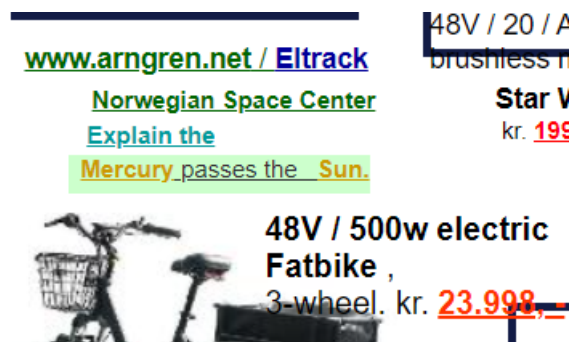 www.arngren.net / Eltrack
Norwegian Space Center
Explain the
Mercury passes the Sun.
48V / 20 / A
brushless
Star
kr. 199
48V / 500w electric
Fatbike ,
3-wheel. kr. 23.998,-